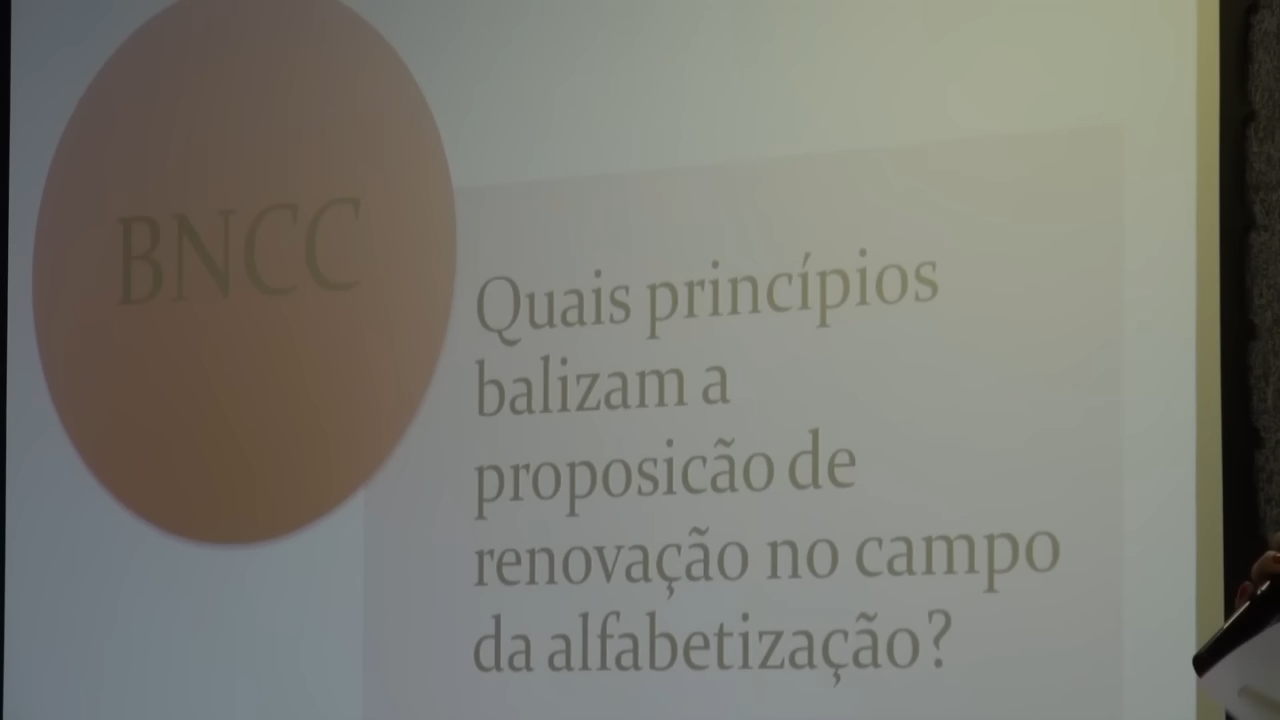 BNCC
Quais princípios
balizam a
proposicão de
renovação no campo
da alfabetização?